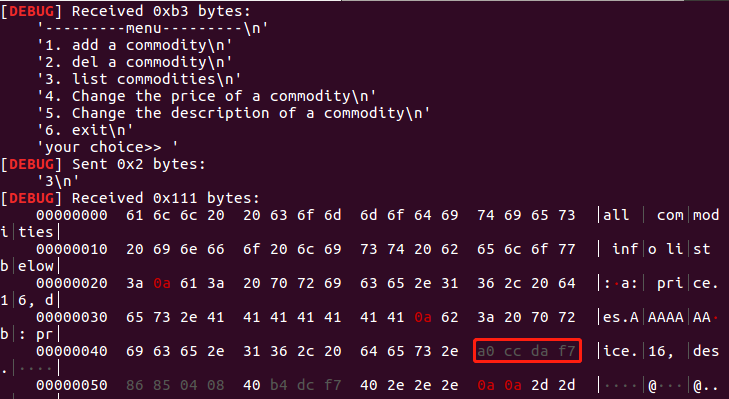 [DEBUG] Received 0xb3 bytes:
'---------menu---------\n'
'1. add a commodity\n'
'2. del a commodity\n'
'3. list commodities\n'
'4. Change the price of a commodity\n'
'5. Change the description of a commodity\n'
'6. exit\n'
'your choice>> '
[DEBUG] Sent 0x2 bytes:
'3\n'
[DEBUG] Received 0x111 bytes:
00000000 61 6c 6c 20 20 63 6f 6d 6d 6f 64 69 74 69 65 73 │all │ com│modi
i│ties│
00000010 20 69 6e 66 6f 20 6c 69 73 74 20 62 65 6c 6f 77 │ inf│o li│st
b│elow│
00000020 3a 0a 61 3a 20 70 72 69 63 65 2e 31 36 2c 20 64 │:·a:│ pri│ce.
1│6, d│
00000030 65 73 2e 41 41 41 41 41 41 41 0a 62 3a 20 70 72 │es.A│AAAA│AA·
b│: pr│
00000040 69 63 65 2e 31 36 2c 20 64 65 73 2e a0 cc da f7 │ice.│16, │des
.│····│
00000050 86 85 04 08 40 b4 dc f7 40 2e 2e 2e 0a 0a 2d 2d │····│@···│@..